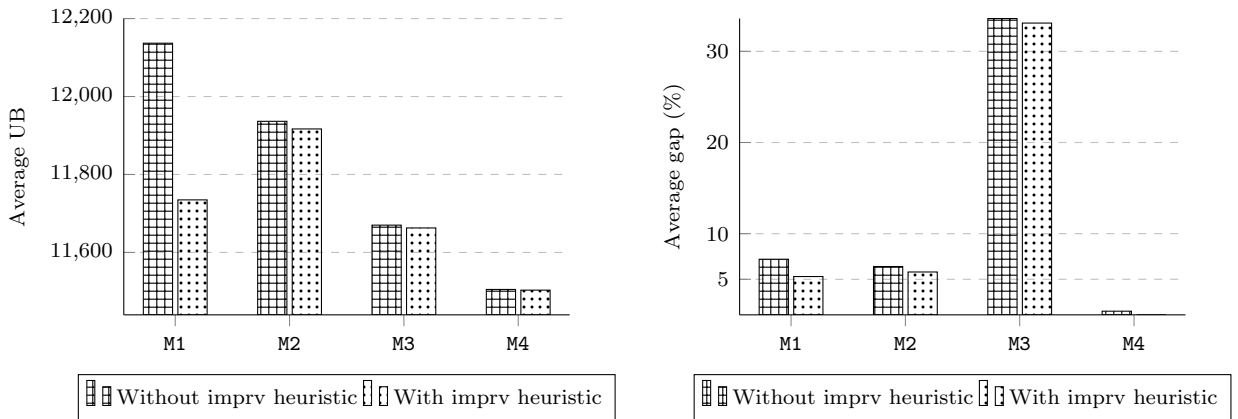 Average UB
12,200
12,000
11,800
11,600
M1 M2 M3 M4
Without imprv heuristic With imprv heuristic
Average gap (%)
30
20
10
5
M1 M2 M3 M4
Without imprv heuristic With imprv heuristic